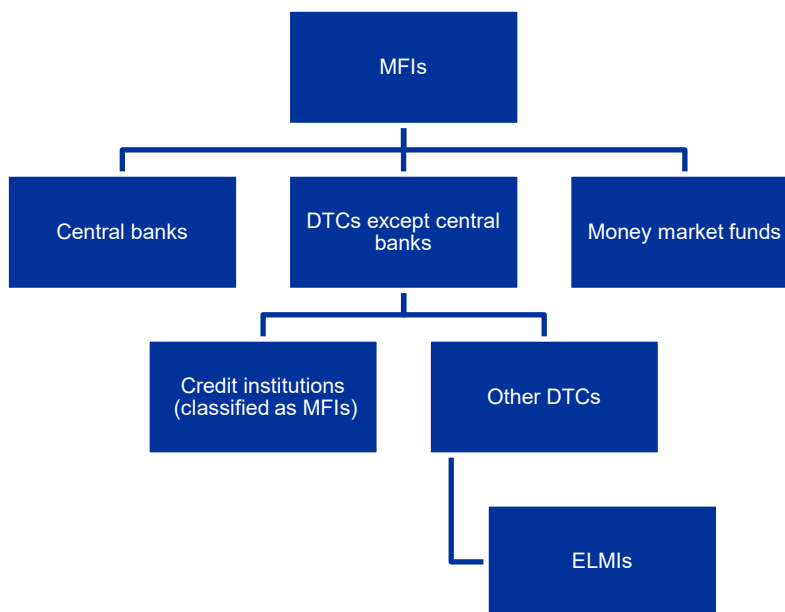 MFIs
Central banks
DTCs except central
banks
Money market funds
Credit institutions
(classified as MFIs)
Other DTCs
ELMIs